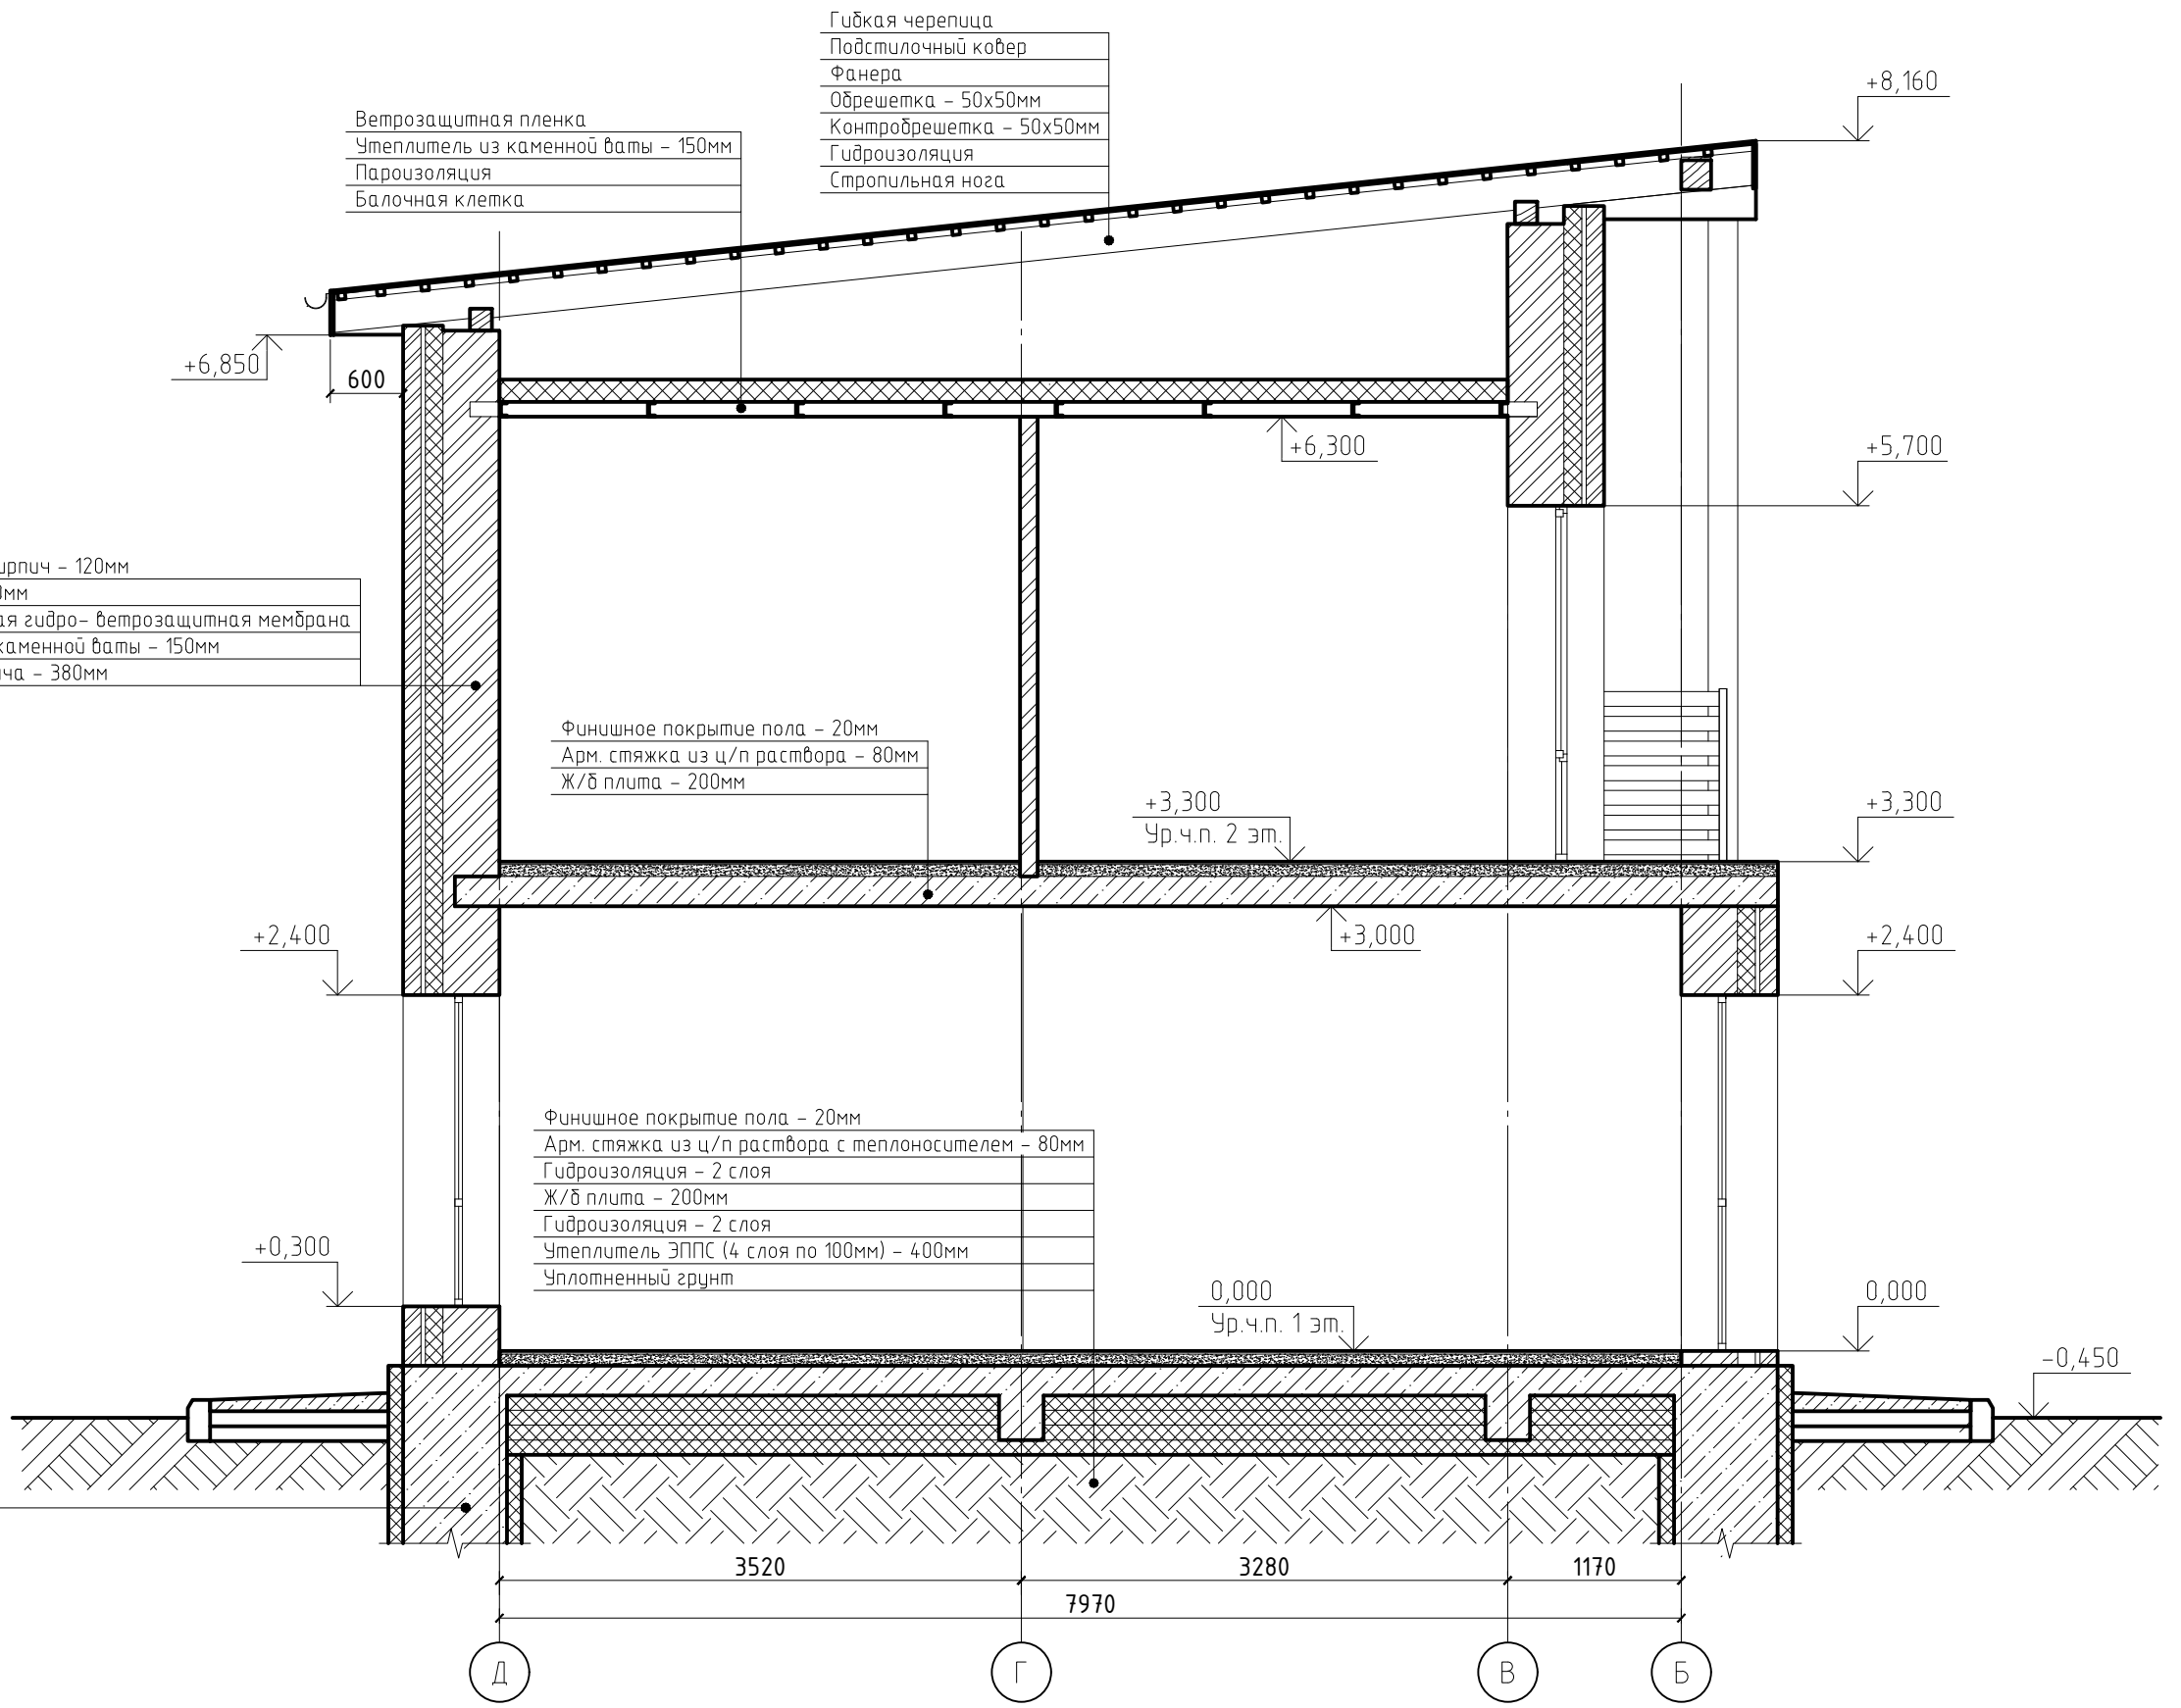 Гибкая черепица
Подстилочный ковер
Фанера
Обрешетка – 50х50мм
Контробрешетка – 50х50мм
Гидроизоляция
Стропильная нога
+8,160
Ветрозащитная пленка
Утеплитель из каменной ваты – 150мм
Пароизоляция
Балочная клетка
+6,850
600
+6,300
+5,700
– 120мм
гидро- ветрозащитная мембрана
каменной ваты – 150мм
– 380мм
Финишное покрытие пола – 20мм
Арм. стяжка из ц/п раствора – 80мм
Ж/б плита – 200мм
+3,300
Ур.ч.п. 2 эт.
+3,300
+2,400
+3,000
+2,400
Финишное покрытие пола – 20мм
Арм. стяжка из ц/п раствора с теплоносителем – 80мм
Гидроизоляция – 2 слоя
Ж/б плита – 200мм
Гидроизоляция – 2 слоя
Утеплитель ЭППС (4 слоя по 100мм) – 400мм
Уплотненный грунт
+0,300
0,000
Ур.ч.п. 1 эт.
0,000
-0,450
3520
3280
1170
7970
Д
Г
В
Б